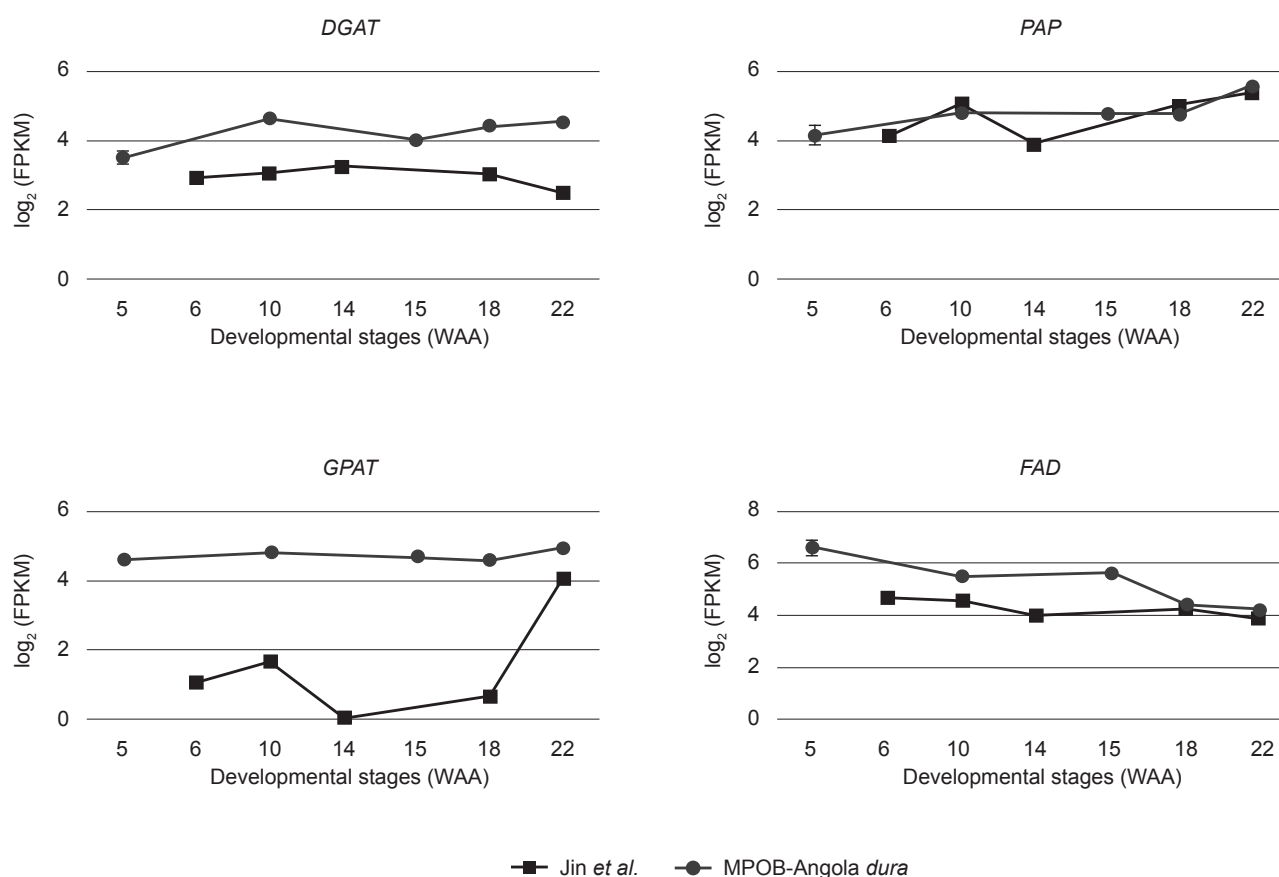 DGAT
6
4
2
0
log₂ (FPKM)
5 6 10 14 15 18 22
Developmental stages (WAA)
PAP
6
4
2
0
log₂ (FPKM)
5 6 10 14 15 18 22
Developmental stages (WAA)
GPAT
6
4
2
0
log₂ (FPKM)
5 6 10 14 15 18 22
Developmental stages (WAA)
FAD
8
6
4
2
0
log₂ (FPKM)
5 6 10 14 15 18 22
Developmental stages (WAA)
Jin et al. MPOB-Angola dura